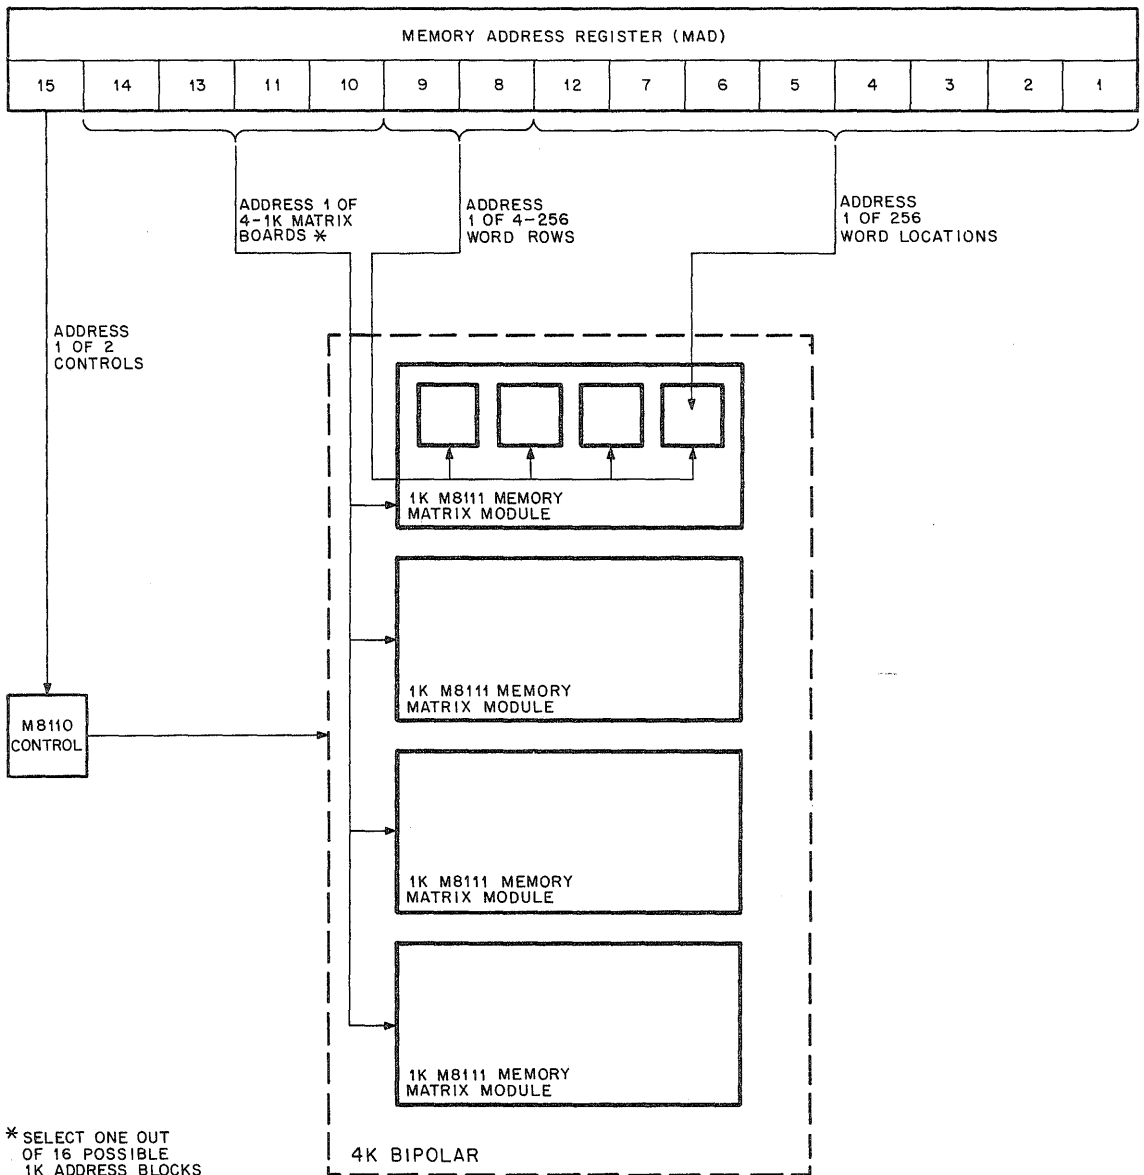 MEMORY ADDRESS REGISTER (MAD)
15 14 13 11 10 9 8 12 7 6 5 4 3 2 1
ADDRESS 1 OF
4-1K MATRIX
BOARDS *
ADDRESS
1 OF 4-256
WORD ROWS
ADDRESS
1 OF 256
WORD LOCATIONS
ADDRESS
1 OF 2
CONTROLS
1K M8111 MEMORY
MATRIX MODULE
1K M8111 MEMORY
MATRIX MODULE
M8110
CONTROL
1K M8111 MEMORY
MATRIX MODULE
1K M8111 MEMORY
MATRIX MODULE
* SELECT ONE OUT
OF 16 POSSIBLE
1K ADDRESS BLOCKS
4K BIPOLAR